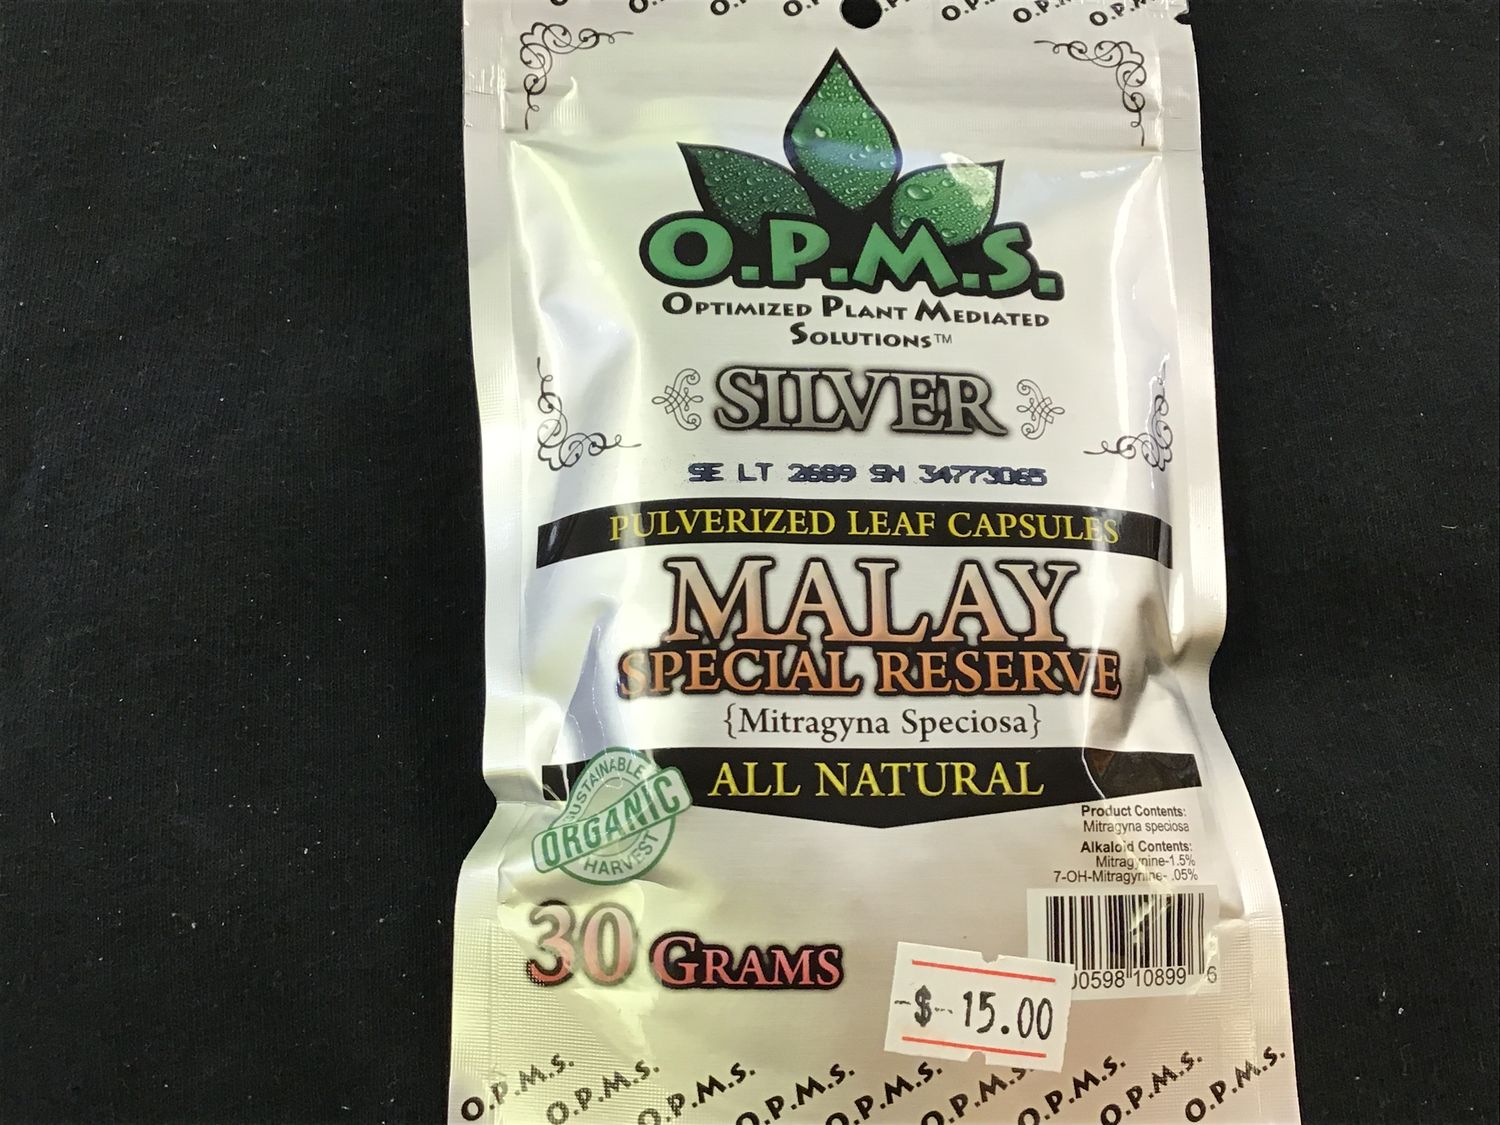 O.P.M.S.
O.P.M.S.
OPTIMIZED PLANT MEDIATED
SOLUTIONS™
SILVER
SE LT 2689 SN 34773065
PULVERIZED LEAF CAPSULES
MALAY
SPECIAL RESERVE
{Mitragyna Speciosa}
ALL NATURAL
SUSTAINABLE
ORGANIC
HARVEST
Product Contents:
Mitragyna speciosa
Alkaloid Contents:
Mitragynine-1.5%
7-OH-Mitragynine- .05%
30 GRAMS
00598 10899 6
-$- 15.00
O.P.M.S. O.P.M.S. O.P.M.S. O.P.M.S. O.P.M.S. O.P.M.S. O.P.M.S. O.P.M.S. O.P.M.S.